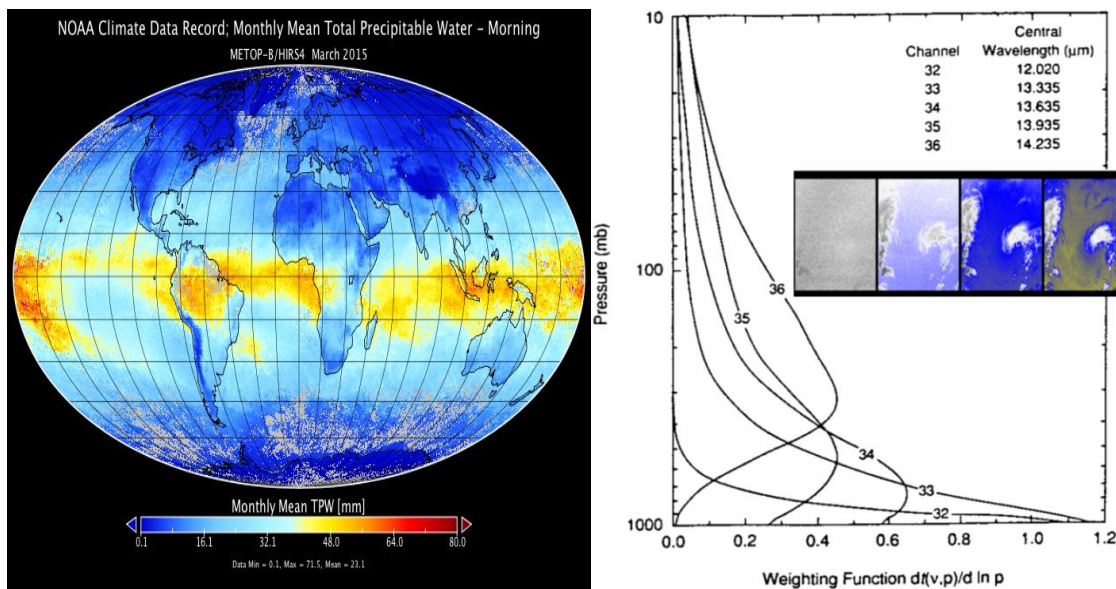 NOAA Climate Data Record; Monthly Mean Total Precipitable Water – Morning
METOP-B/HIRS4 March 2015
Monthly Mean TPW [mm]
0.1 16.1 32.1 48.0 64.0 80.0
Data Min = 0.1, Max = 71.5, Mean = 23.1
10
100
1000
Pressure (mb)
Channel Central Wavelength (µm)
32 12.020
33 13.335
34 13.635
35 13.935
36 14.235
36
35
34
33
32
0.0 0.2 0.4 0.6 0.8 1.0 1.2
Weighting Function dt(ν,p)/d ln p